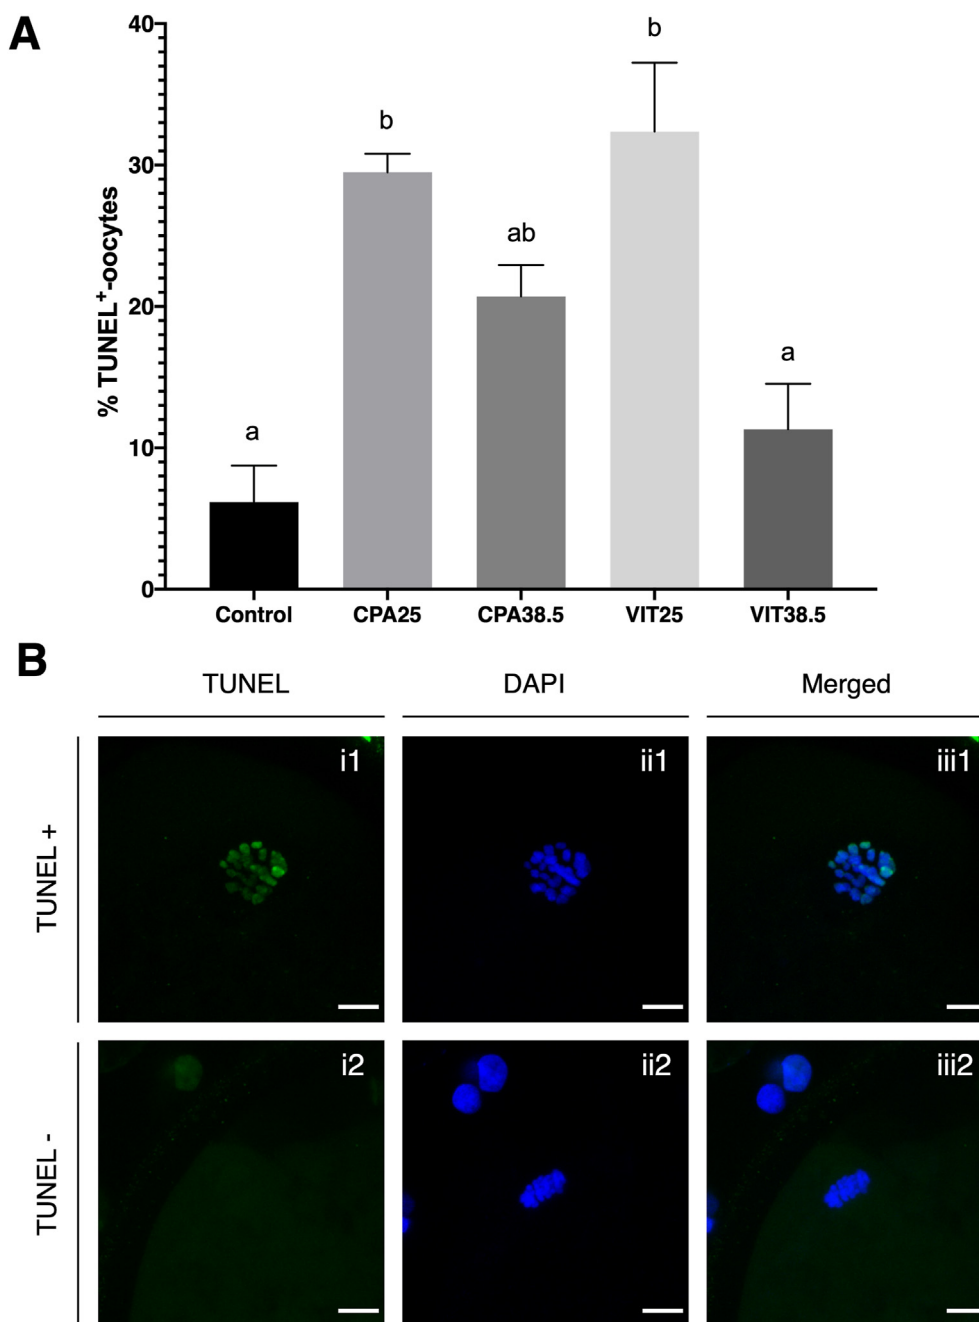 A
% TUNEL⁺-oocytes
40
30
20
10
0
a
b
ab
b
a
Control CPA25 CPA38.5 VIT25 VIT38.5
B
TUNEL DAPI Merged
TUNEL +
i1 ii1 iii1
TUNEL -
i2 ii2 iii2